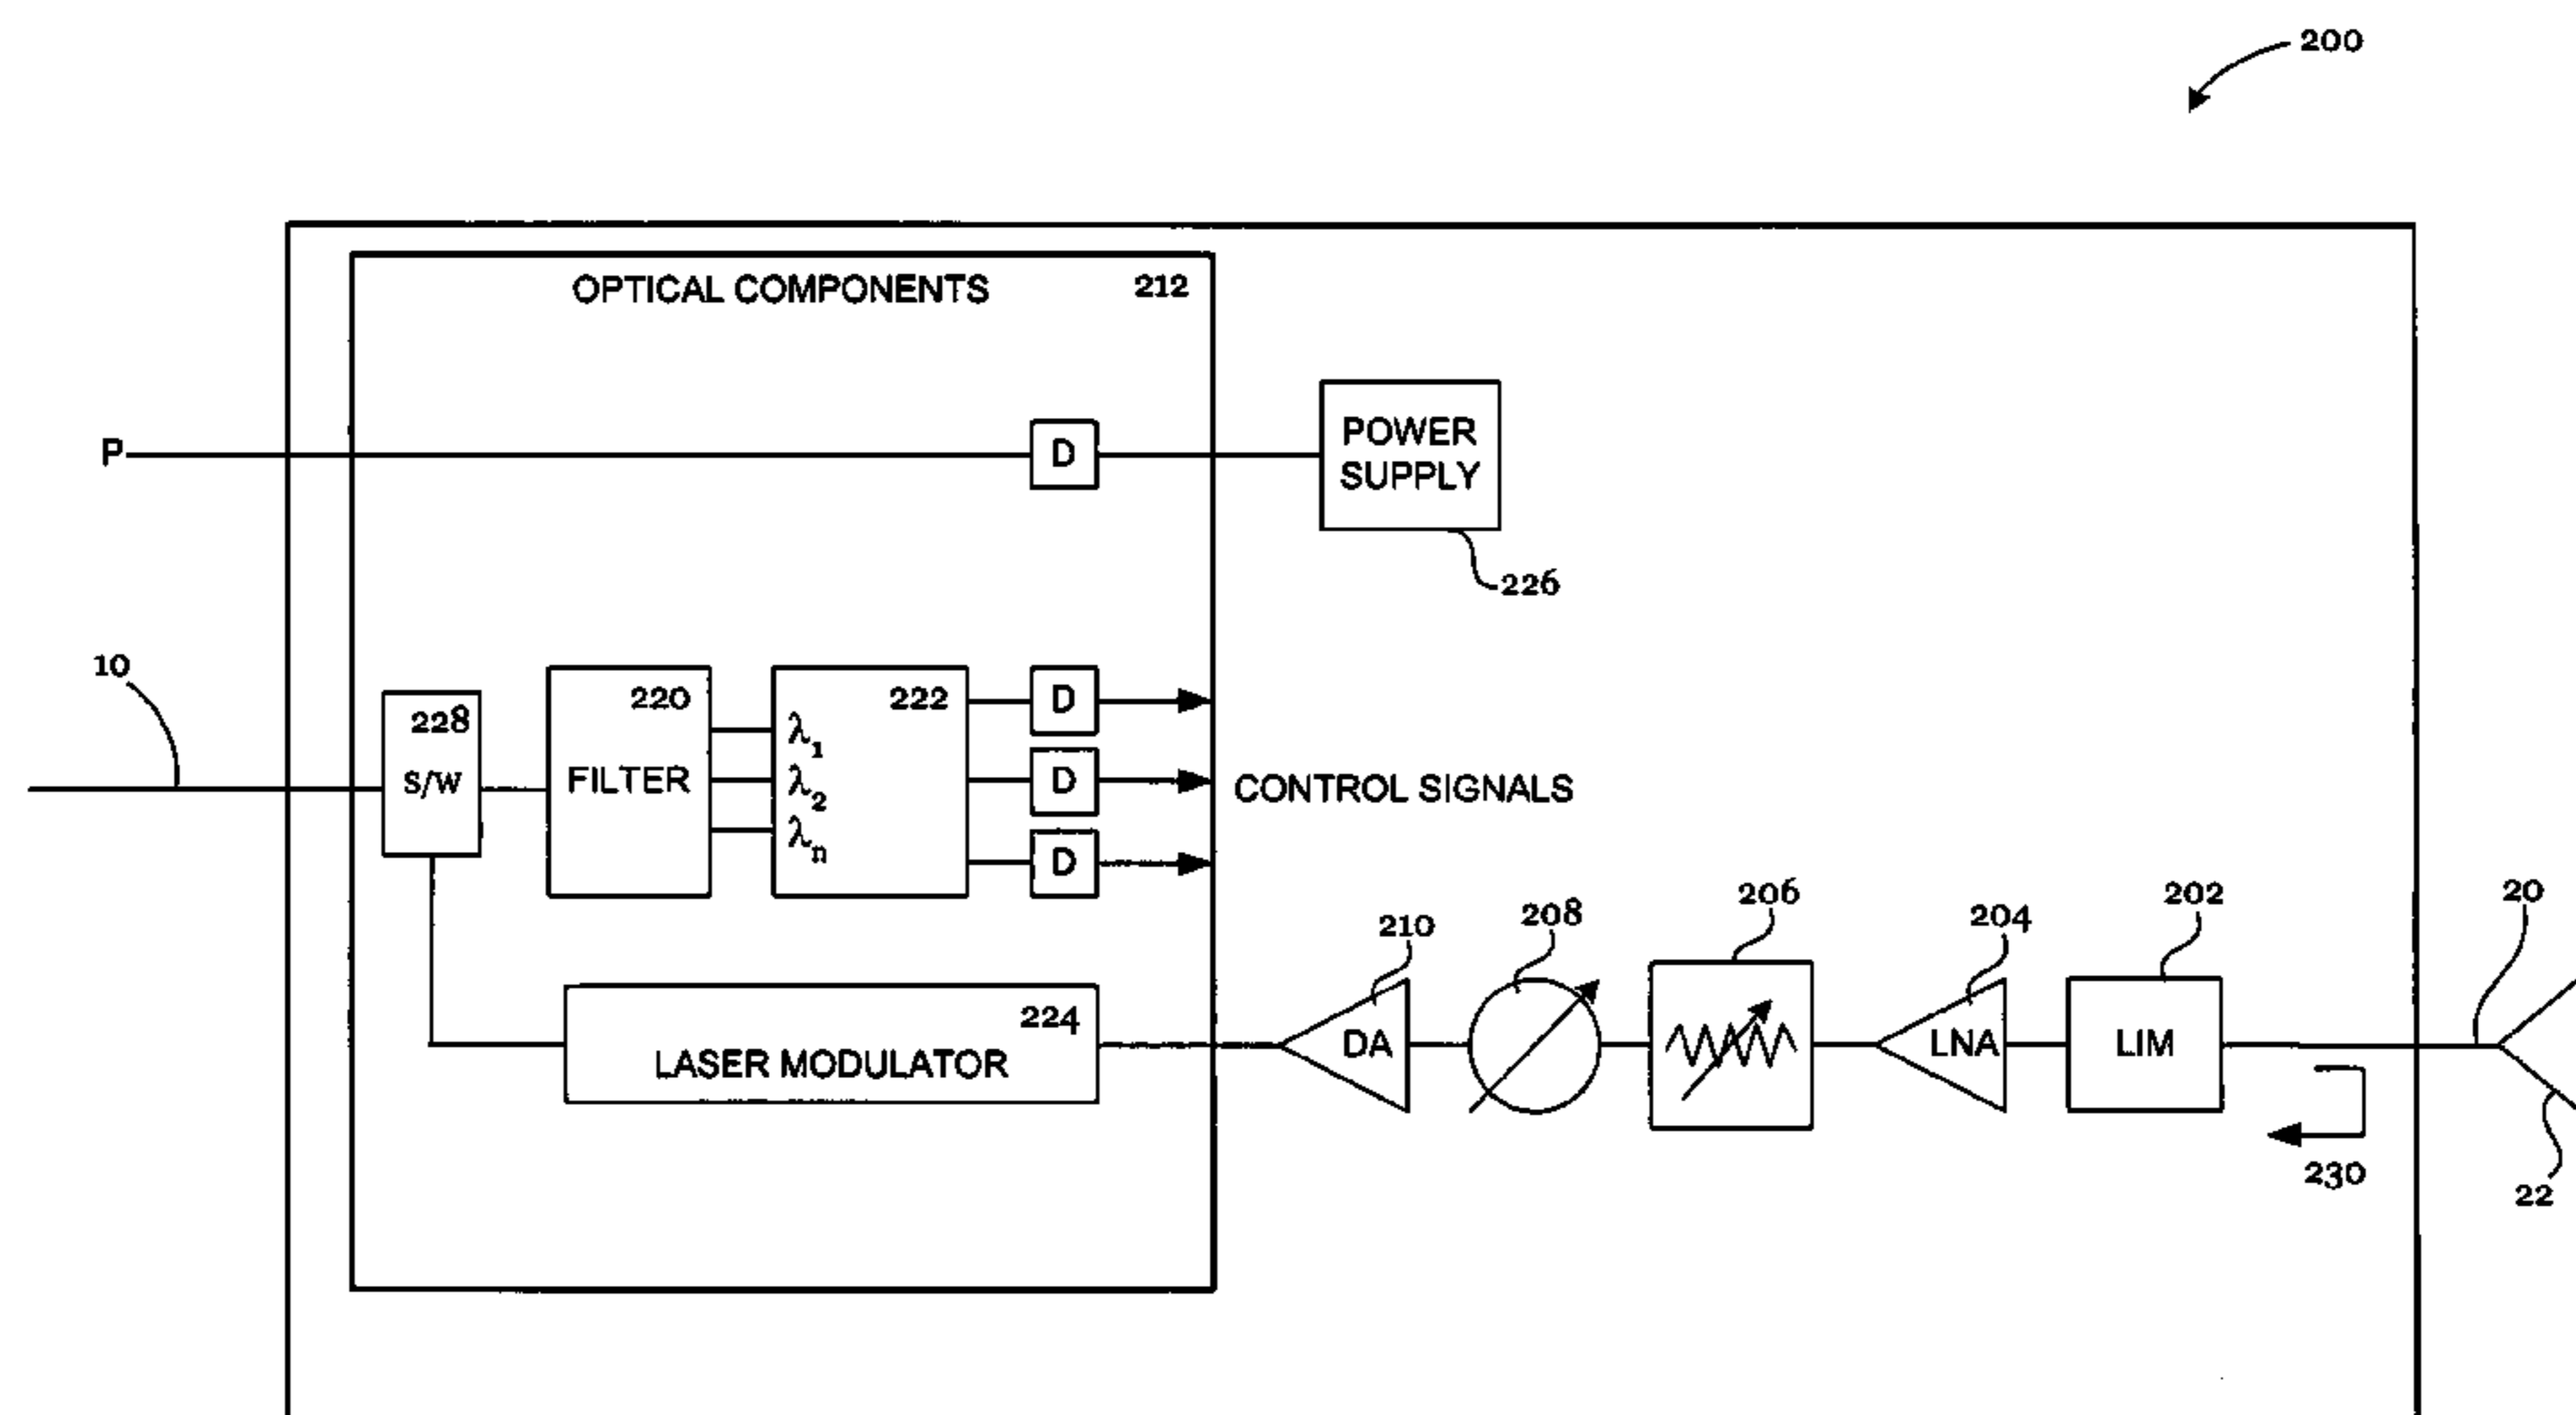 200
OPTICAL COMPONENTS 212
P
D
POWER
SUPPLY
226
10
228
S/W
220
FILTER
222
λ1
λ2
λn
D
D
D
CONTROL SIGNALS
210
208
206
204
202
20
DA
LNA
LIM
224
LASER MODULATOR
230
22